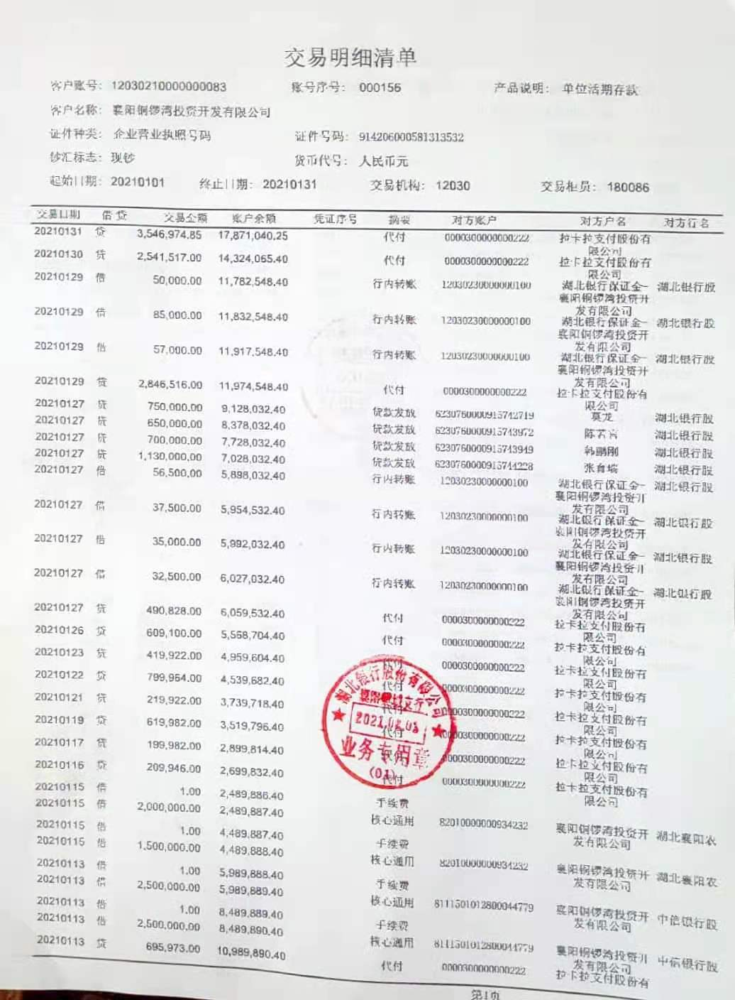 交易明细清单
客户账号: 12030210000000083 账号序号: 000156 产品说明: 单位活期存款
客户名称: 襄阳铜锣湾投资开发有限公司
证件种类: 企业营业执照号码 证件号码: 914206000581313532
钞汇标志: 现钞 货币代号: 人民币元
起始日期: 20210101 终止日期: 20210131 交易机构: 12030 交易柜员: 180086
交易日期 借贷 交易金额 账户余额 凭证序号 摘要 对方账户 对方户名 对方行名
20210131 贷 3,546,974.85 17,871,040.25 代付 0000300000000222 拉卡拉支付股份有
限公司
20210130 贷 2,541,517.00 14,324,065.40 代付 0000300000000222 拉卡拉支付股份有
限公司
20210129 借 50,000.00 11,782,548.40 行内转账 12030230000000100 湖北银行保证金- 湖北银行股
襄阳铜锣湾投资开
发有限公司
20210129 借 85,000.00 11,832,548.40 行内转账 12030230000000100 湖北银行保证金- 湖北银行股
襄阳铜锣湾投资开
发有限公司
20210129 借 57,000.00 11,917,548.40 行内转账 12030230000000100 湖北银行保证金- 湖北银行股
襄阳铜锣湾投资开
发有限公司
20210129 贷 2,846,516.00 11,974,548.40 代付 0000300000000222 拉卡拉支付股份有
限公司
20210127 贷 750,000.00 9,128,032.40 贷款发放 6230760000915742719 莫龙 湖北银行股
20210127 贷 650,000.00 8,378,032.40 贷款发放 6230760000915743972 陈若言 湖北银行股
20210127 贷 700,000.00 7,728,032.40 贷款发放 6230760000915743949 韩鹏刚 湖北银行股
20210127 贷 1,130,000.00 7,028,032.40 贷款发放 6230760000915744228 张育瑞 湖北银行股
20210127 借 56,500.00 5,898,032.40 行内转账 12030230000000100 湖北银行保证金- 湖北银行股
襄阳铜锣湾投资开
发有限公司
20210127 借 37,500.00 5,954,532.40 行内转账 12030230000000100 湖北银行保证金- 湖北银行股
襄阳铜锣湾投资开
发有限公司
20210127 借 35,000.00 5,992,032.40 行内转账 12030230000000100 湖北银行保证金- 湖北银行股
襄阳铜锣湾投资开
发有限公司
20210127 借 32,500.00 6,027,032.40 行内转账 12030230000000100 湖北银行保证金- 湖北银行股
襄阳铜锣湾投资开
发有限公司
20210127 贷 490,828.00 6,059,532.40 代付 0000300000000222 拉卡拉支付股份有
限公司
20210126 贷 609,100.00 5,568,704.40 代付 0000300000000222 拉卡拉支付股份有
限公司
20210123 贷 419,922.00 4,959,604.40 代付 0000300000000222 拉卡拉支付股份有
限公司
20210122 贷 799,964.00 4,539,682.40 代付 0000300000000222 拉卡拉支付股份有
限公司
20210121 贷 219,922.00 3,739,718.40 代付 0000300000000222 拉卡拉支付股份有
限公司
20210119 贷 619,982.00 3,519,796.40 代付 0000300000000222 拉卡拉支付股份有
限公司
20210117 贷 199,982.00 2,899,814.40 代付 0000300000000222 拉卡拉支付股份有
限公司
20210116 贷 209,946.00 2,699,832.40 代付 0000300000000222 拉卡拉支付股份有
限公司
20210115 借 1.00 2,489,886.40 手续费
20210115 借 2,000,000.00 2,489,887.40 核心通用 82010000000934232 襄阳铜锣湾投资开 湖北襄阳农
发有限公司
20210115 借 1.00 4,489,887.40 手续费
20210115 借 1,500,000.00 4,489,888.40 核心通用 82010000000934232 襄阳铜锣湾投资开 湖北襄阳农
发有限公司
20210113 借 1.00 5,989,888.40 手续费
20210113 借 2,500,000.00 5,989,889.40 核心通用 8111501012800044779 襄阳铜锣湾投资开 中信银行股
发有限公司
20210113 借 1.00 8,489,889.40 手续费
20210113 借 2,500,000.00 8,489,890.40 核心通用 8111501012800044779 襄阳铜锣湾投资开 中信银行股
发有限公司
20210113 贷 695,973.00 10,989,890.40 代付 0000300000000222 拉卡拉支付股份有
湖北银行股份有限公司
2021.02.03
业务专用章
(01)
第1页